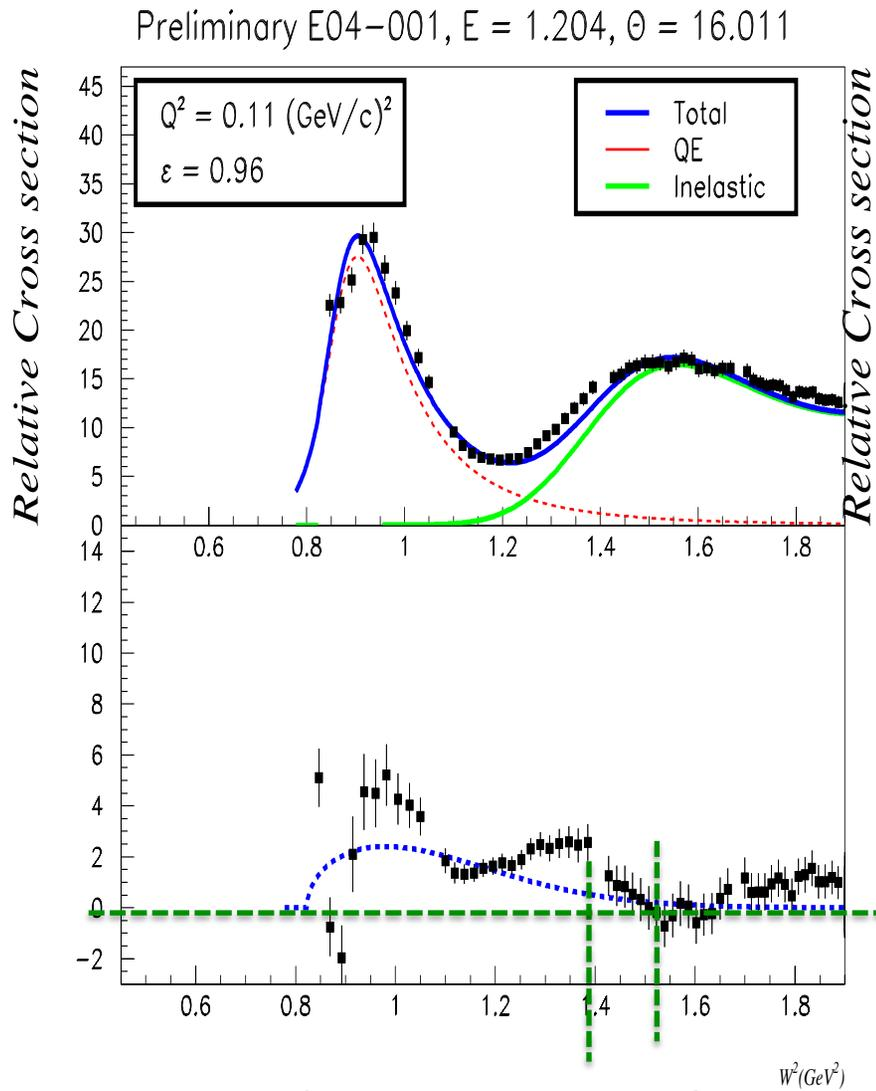 Preliminary E04−001, E = 1.204, Θ = 16.011
Relative Cross section
Relative Cross section
45
40
35
30
25
20
15
10
5
0
Q² = 0.11 (GeV/c)²
ε = 0.96
Total
QE
Inelastic
0.6 0.8 1 1.2 1.4 1.6 1.8
14
12
10
8
6
4
2
0
−2
0.6 0.8 1 1.2 1.4 1.6 1.8
W²(GeV²)